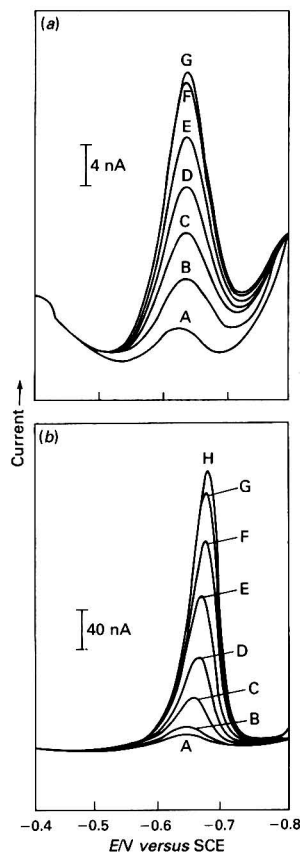 (a)
G
F
4 nA
E
D
C
B
A
Current →
(b)
H
G
F
40 nA
E
D
C
B
A
−0.4 −0.5 −0.6 −0.7 −0.8
E/V versus SCE